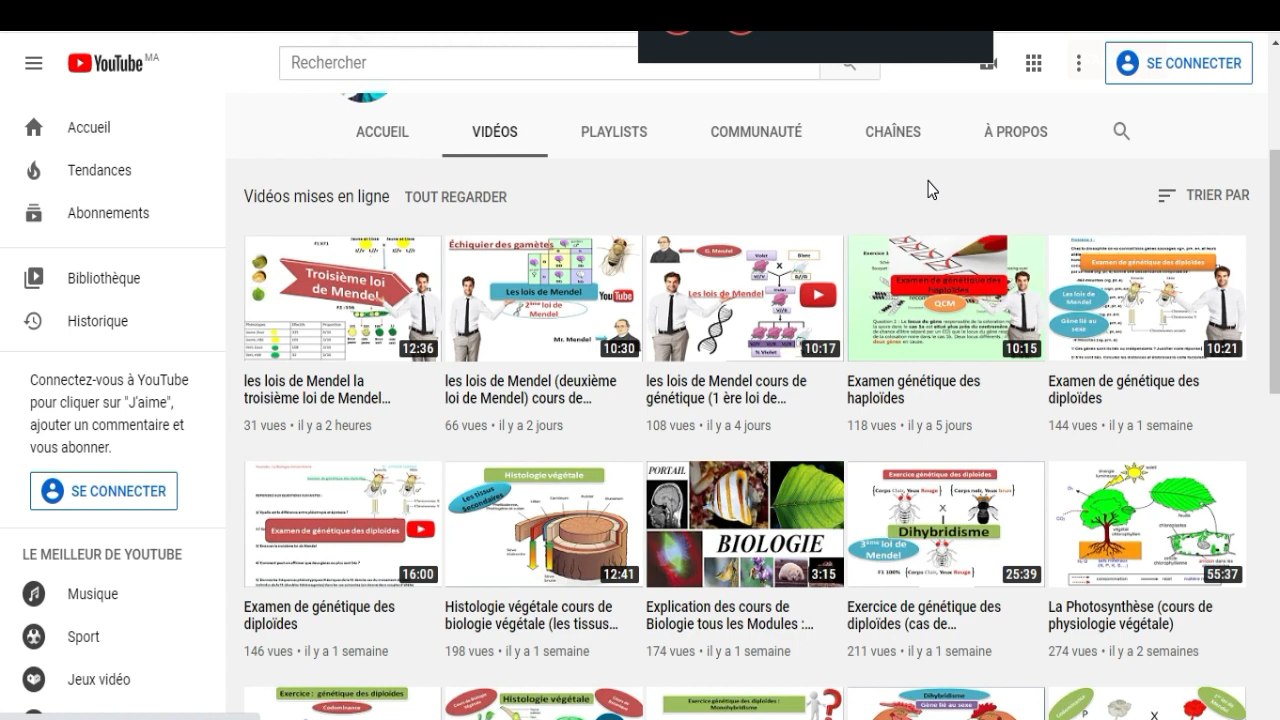 YouTube MA
Rechercher
SE CONNECTER
Accueil
Tendances
Abonnements
Bibliothèque
Historique
Connectez-vous à YouTube
pour cliquer sur "J'aime",
ajouter un commentaire et
vous abonner.
SE CONNECTER
LE MEILLEUR DE YOUTUBE
Musique
Sport
Jeux vidéo
ACCUEIL
VIDÉOS
PLAYLISTS
COMMUNAUTÉ
CHAÎNES
À PROPOS
Vidéos mises en ligne
TOUT REGARDER
TRIER PAR
Troisième loi
de Mendel
12:36
les lois de Mendel la
troisième loi de Mendel...
31 vues • il y a 2 heures
Échiquier des gamètes
Les lois de Mendel
2ème loi de
Mendel
YouTube
Mr. Mendel
10:30
les lois de Mendel (deuxième
loi de Mendel) cours de...
66 vues • il y a 2 jours
G. Mendel
Violet
Blanc
X
Les lois de Mendel
Violet
10:17
les lois de Mendel cours de
génétique (1 ère loi de...
108 vues • il y a 4 jours
Exercice 1
Examen de génétique des
haploïdes
QCM
10:15
Examen génétique des
haploïdes
118 vues • il y a 5 jours
Examen de génétique des diploïdes
Les lois de
Mendel
Gène lié au
sexe
10:21
Examen de génétique des
diploïdes
144 vues • il y a 1 semaine
Examen de génétique des diploïdes
16:00
Examen de génétique des
diploïdes
146 vues • il y a 1 semaine
Histologie végétale
Les tissus
secondaires
12:41
Histologie végétale cours de
biologie végétale (les tissus...
198 vues • il y a 1 semaine
PORTAIL
BIOLOGIE
Explication des cours de
Biologie tous les Modules :...
174 vues • il y a 1 semaine
Exercice génétique des diploïdes
(Corps Clair, Yeux Rouge)
(Corps noir, Yeux brun)
X
Dihybridisme
3ème loi de
Mendel
F1 100%
(Corps Clair, Yeux Rouge)
25:39
Exercice de génétique des
diploïdes (cas de...
211 vues • il y a 1 semaine
55:37
La Photosynthèse (cours de
physiologie végétale)
274 vues • il y a 2 semaines
Exercice : génétique des diploïdes
Codominance
Histologie végétale
Exercice génétique des diploïdes :
Monohybridisme
Dihybridisme
Gène lié au sexe